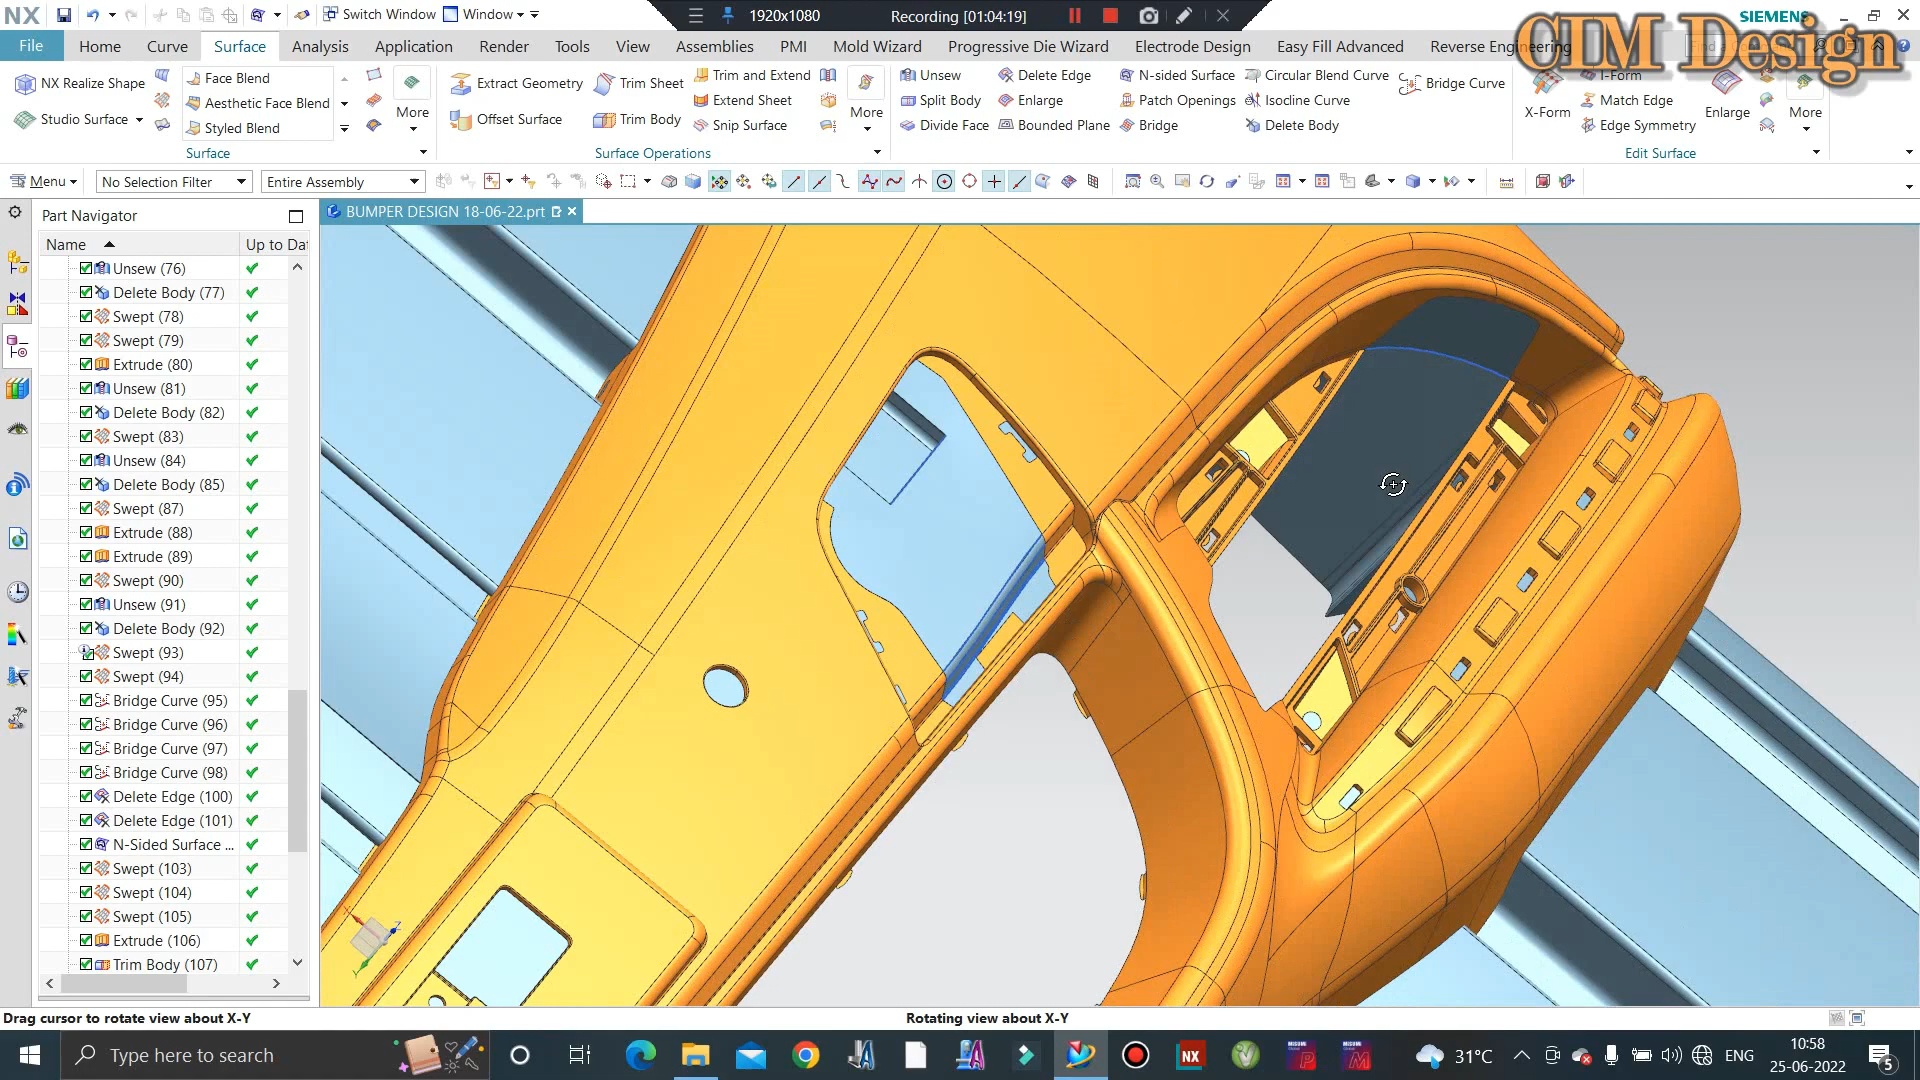 NX
Switch Window
Window
1920x1080
Recording [01:04:19]
SIEMENS
CIM Design
File
Home
Curve
Surface
Analysis
Application
Render
Tools
View
Assemblies
PMI
Mold Wizard
Progressive Die Wizard
Electrode Design
Easy Fill Advanced
Reverse Engineering
NX Realize Shape
Studio Surface
Face Blend
Aesthetic Face Blend
Styled Blend
More
Surface
Extract Geometry
Offset Surface
Trim Sheet
Trim Body
Trim and Extend
Extend Sheet
Snip Surface
More
Surface Operations
Unsew
Split Body
Divide Face
Delete Edge
Enlarge
Bounded Plane
N-sided Surface
Patch Openings
Bridge
Circular Blend Curve
Isocline Curve
Delete Body
Bridge Curve
X-Form
I-Form
Match Edge
Edge Symmetry
Enlarge
More
Edit Surface
Menu
No Selection Filter
Entire Assembly
Part Navigator
BUMPER DESIGN 18-06-22.prt
Name
Up to Dat
Unsew (76)
Delete Body (77)
Swept (78)
Swept (79)
Extrude (80)
Unsew (81)
Delete Body (82)
Swept (83)
Unsew (84)
Delete Body (85)
Swept (87)
Extrude (88)
Extrude (89)
Swept (90)
Unsew (91)
Delete Body (92)
Swept (93)
Swept (94)
Bridge Curve (95)
Bridge Curve (96)
Bridge Curve (97)
Bridge Curve (98)
Delete Edge (100)
Delete Edge (101)
N-Sided Surface ...
Swept (103)
Swept (104)
Swept (105)
Extrude (106)
Trim Body (107)
X
Z
Y
Drag cursor to rotate view about X-Y
Rotating view about X-Y
Type here to search
NX
31°C
ENG
10:58
25-06-2022
5